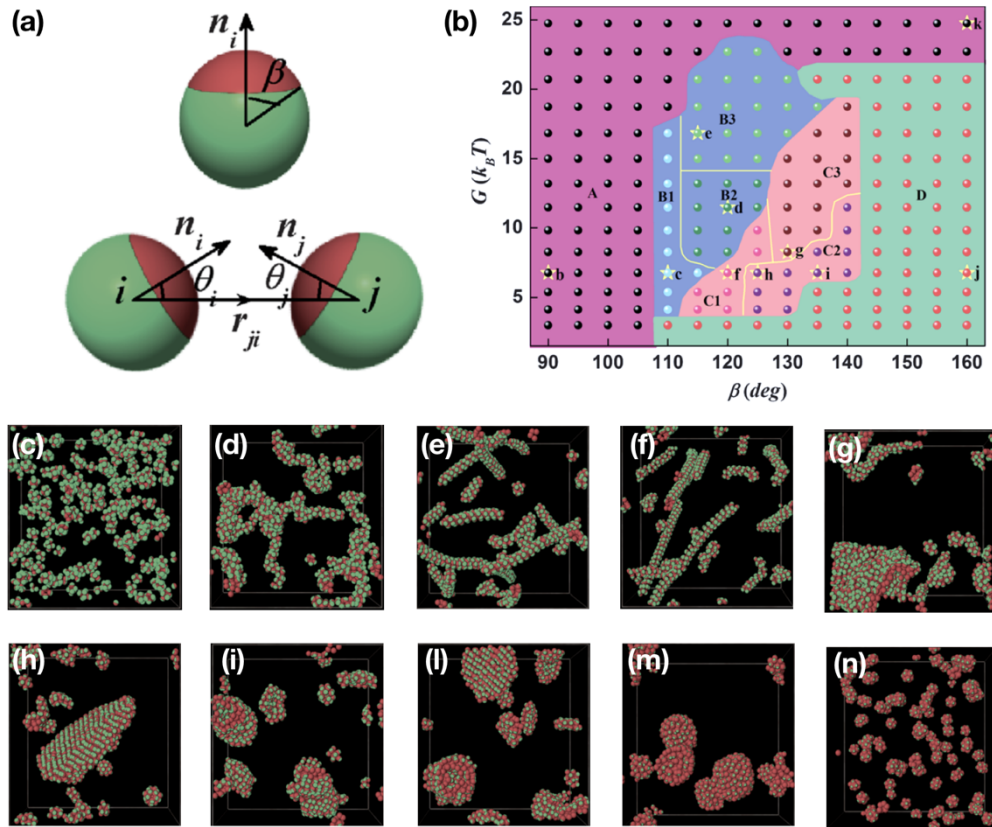 (a)
n_i
β
n_i
n_j
θ_i
θ_j
i
j
r_ji
(b)
G (k_BT)
25
20
15
10
5
k
B3
e
C3
A
B1
B2
d
D
g
C2
b
c
f
h
i
j
C1
90
100
110
120
130
140
150
160
β (deg)
(c)
(d)
(e)
(f)
(g)
(h)
(i)
(l)
(m)
(n)